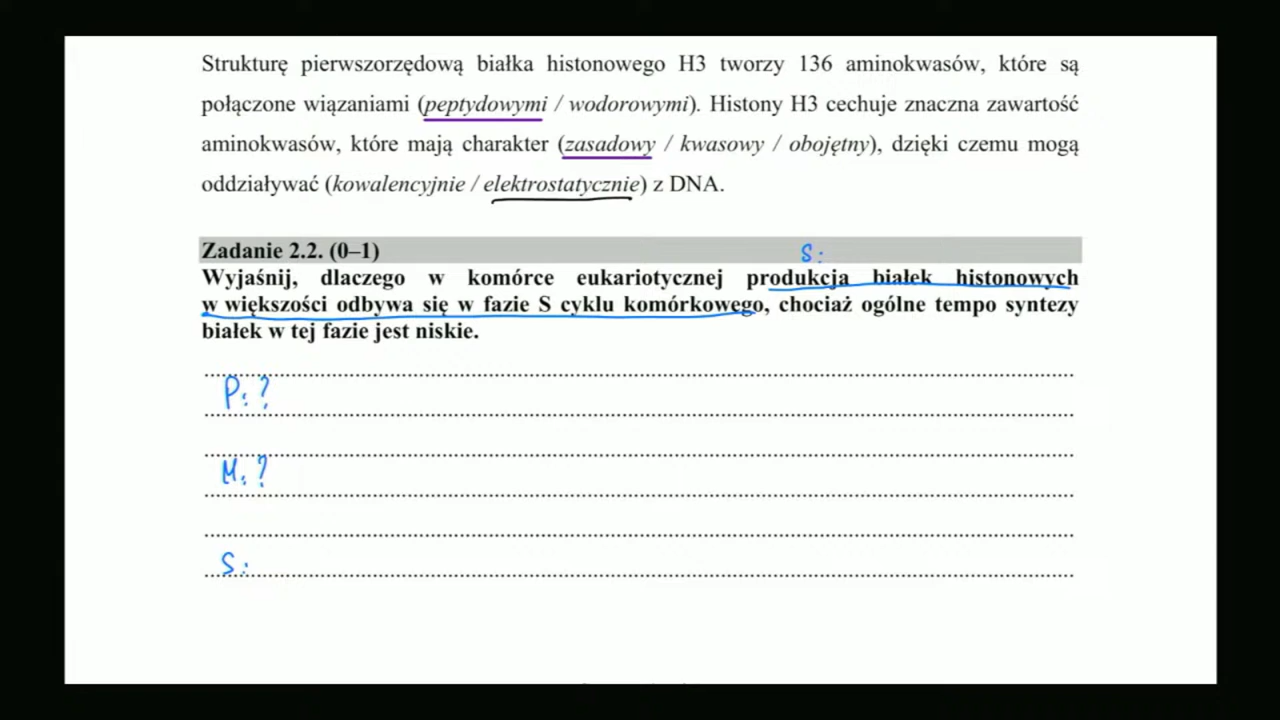 Strukturę pierwszorzędową białka histonowego H3 tworzy 136 aminokwasów, które są
połączone wiązaniami (peptydowymi / wodorowymi). Histony H3 cechuje znaczna zawartość
aminokwasów, które mają charakter (zasadowy / kwasowy / obojętny), dzięki czemu mogą
oddziaływać (kowalencyjnie / elektrostatycznie) z DNA.
Zadanie 2.2. (0–1) S:
Wyjaśnij, dlaczego w komórce eukariotycznej produkcja białek histonowych
w większości odbywa się w fazie S cyklu komórkowego, chociaż ogólne tempo syntezy
białek w tej fazie jest niskie.
P: ?
M: ?
S: